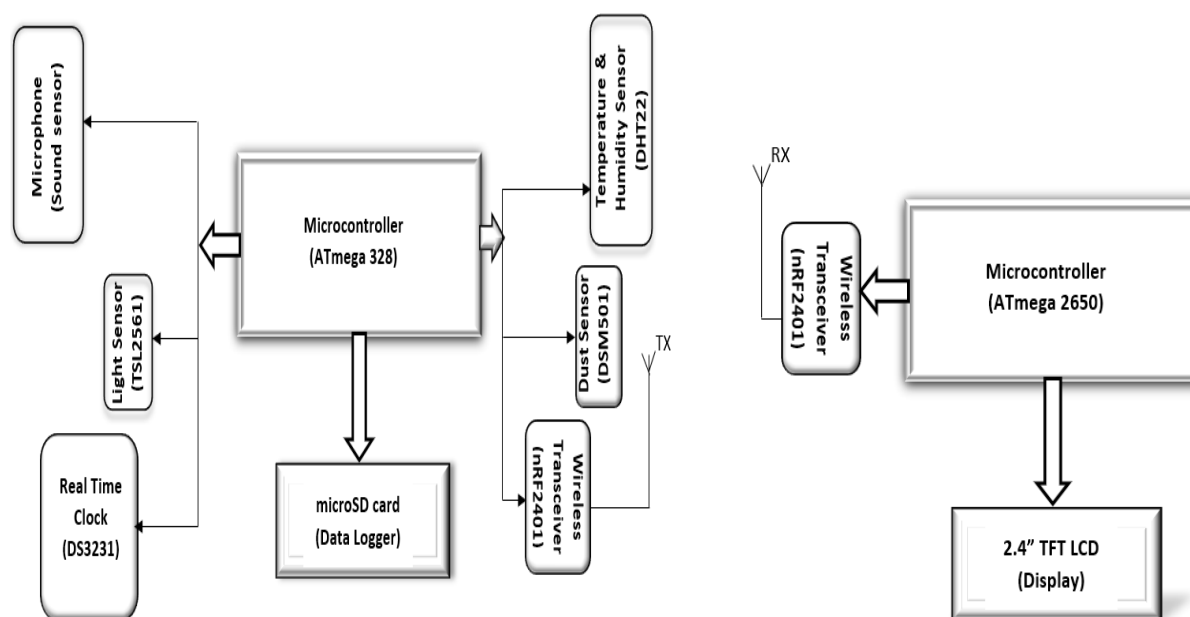 Microphone
(Sound sensor)
Microcontroller
(ATmega 328)
Temperature &
Humidity Sensor
(DHT22)
Light Sensor
(TSL2561)
Dust Sensor
(DSM501)
Real Time
Clock
(DS3231)
microSD card
(Data Logger)
Wireless
Transceiver
(nRF2401)
TX
RX
Wireless
Transceiver
(nRF2401)
Microcontroller
(ATmega 2650)
2.4” TFT LCD
(Display)